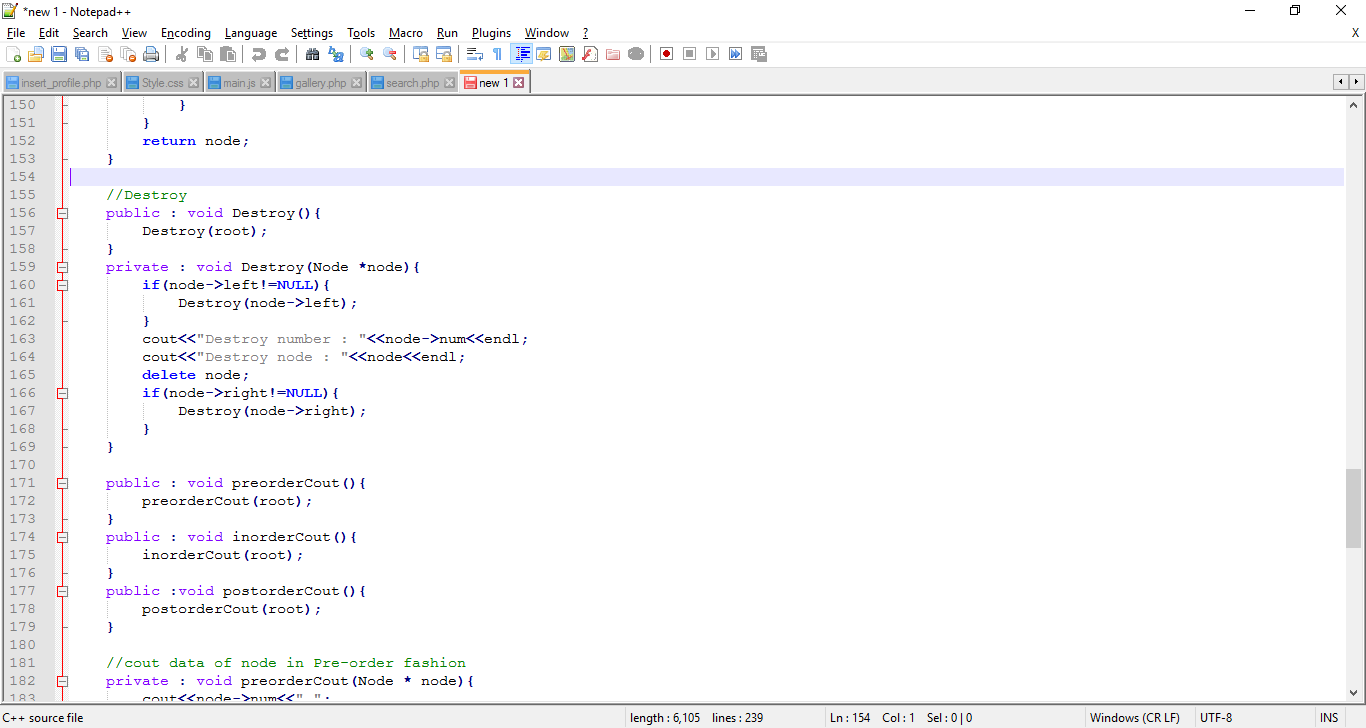 *new 1 - Notepad++
File Edit Search View Encoding Language Settings Tools Macro Run Plugins Window ? X
insert_profile.php Style.css main.js gallery.php search.php new 1
150 }
151 }
152 return node;
153 }
154
155 //Destroy
156 public : void Destroy(){
157 Destroy(root);
158 }
159 private : void Destroy(Node *node){
160 if(node->left!=NULL){
161 Destroy(node->left);
162 }
163 cout<<"Destroy number : "<<node->num<<endl;
164 cout<<"Destroy node : "<<node<<endl;
165 delete node;
166 if(node->right!=NULL){
167 Destroy(node->right);
168 }
169 }
170
171 public : void preorderCout(){
172 preorderCout(root);
173 }
174 public : void inorderCout(){
175 inorderCout(root);
176 }
177 public :void postorderCout(){
178 postorderCout(root);
179 }
180
181 //cout data of node in Pre-order fashion
182 private : void preorderCout(Node * node){
183 cout<<node->num<<" ";
C++ source file length : 6,105 lines : 239 Ln : 154 Col : 1 Sel : 0 | 0 Windows (CR LF) UTF-8 INS